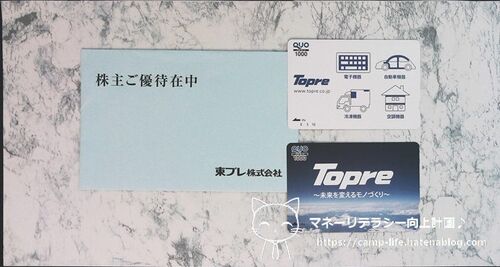 株主ご優待在中
東プレ株式会社
QUO
1000
Topre
www.topre.co.jp
電子機器
自動車機器
冷凍機器
空調機器
QUO
1000
Topre
～未来を変えるモノづくり～
マネーリテラシー向上計画♪
https://camp-life.hatenablog.com/